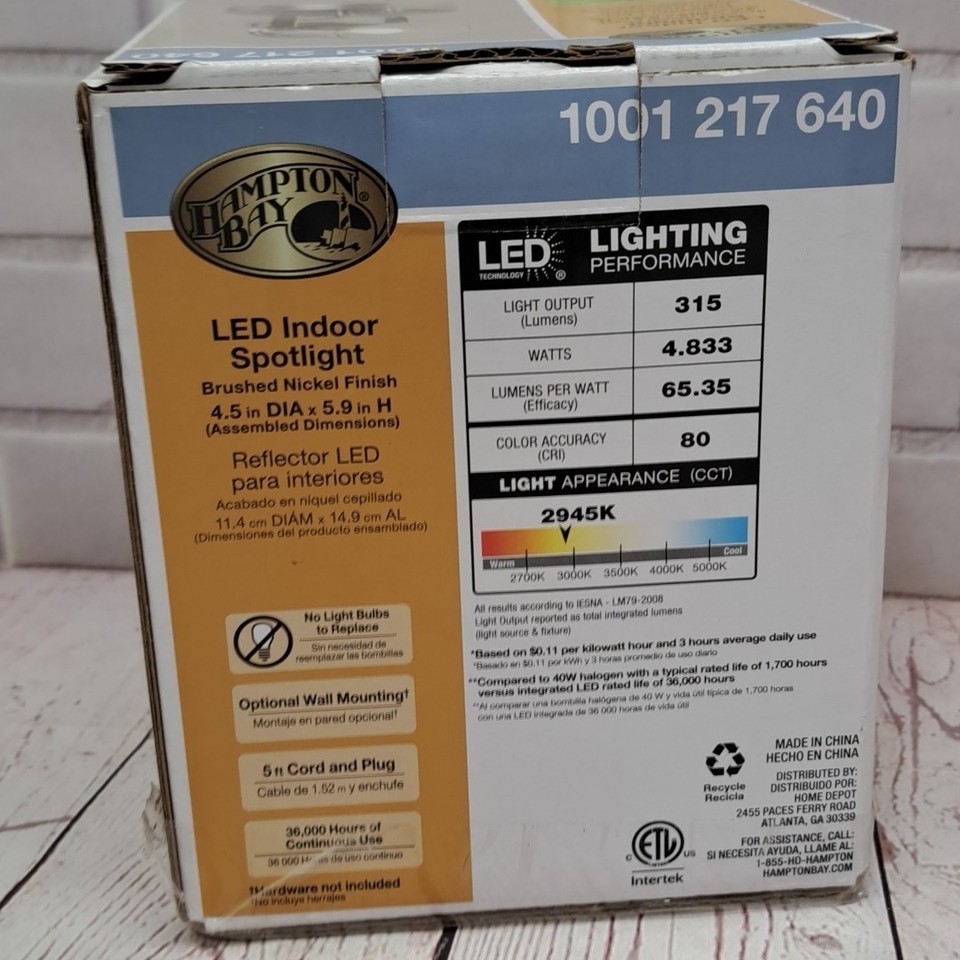 1001 217 640
1001 217 640
HAMPTON
BAY®
LED Indoor
Spotlight
Brushed Nickel Finish
4.5 in DIA x 5.9 in H
(Assembled Dimensions)
Reflector LED
para interiores
Acabado en níquel cepillado
11.4 cm DIÁM x 14.9 cm AL
(Dimensiones del producto ensamblado)
No Light Bulbs
to Replace
Sin necesidad de
reemplazar las bombillas
Optional Wall Mounting†
Montaje en pared opcional†
5 ft Cord and Plug
Cable de 1.52 m y enchufe
36,000 Hours of
Continuous Use
36 000 Horas de uso continuo
†Hardware not included
†No incluye herrajes
LED
TECHNOLOGY ®
LIGHTING
PERFORMANCE
LIGHT OUTPUT
(Lumens)
315
WATTS
4.833
LUMENS PER WATT
(Efficacy)
65.35
COLOR ACCURACY
(CRI)
80
LIGHT APPEARANCE (CCT)
2945K
Warm
Cool
2700K 3000K 3500K 4000K 5000K
All results according to IESNA - LM79-2008
Light Output reported as total integrated lumens
(light source & fixture)
*Based on $0.11 per kilowatt hour and 3 hours average daily use
*Basado en $0.11 por kWh y 3 horas promedio de uso diario
**Compared to 40W halogen with a typical rated life of 1,700 hours
versus integrated LED rated life of 36,000 hours
**Al comparar una bombilla halógena de 40 W y vida útil típica de 1,700 horas
con una LED integrada de 36 000 horas de vida útil
Recycle
Recicla
MADE IN CHINA
HECHO EN CHINA
DISTRIBUTED BY:
DISTRIBUIDO POR:
HOME DEPOT
2455 PACES FERRY ROAD
ATLANTA, GA 30339
FOR ASSISTANCE, CALL:
SI NECESITA AYUDA, LLAME AL:
1-855-HD-HAMPTON
HAMPTONBAY.COM
C ETL US
Intertek